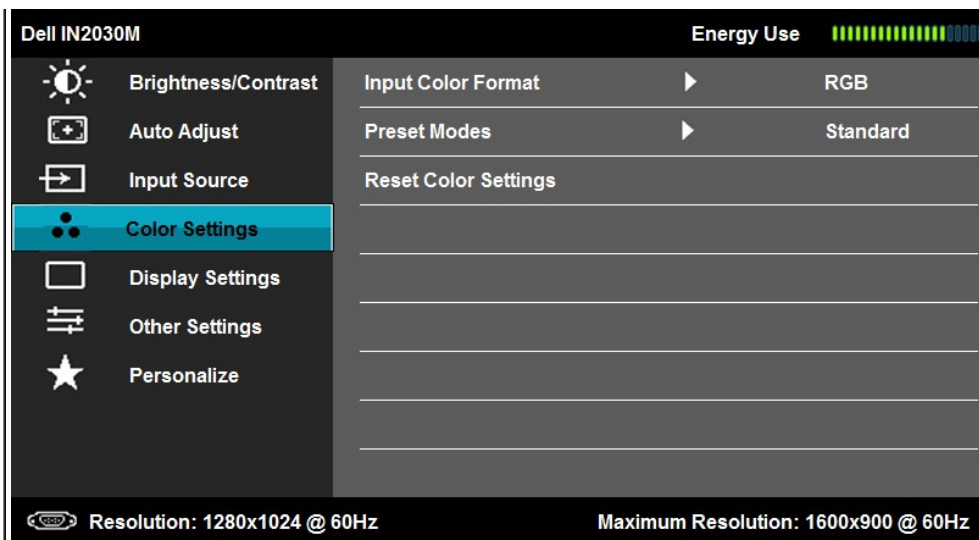 Dell IN2030M Energy Use
Brightness/Contrast Input Color Format RGB
Auto Adjust Preset Modes Standard
Input Source Reset Color Settings
Color Settings
Display Settings
Other Settings
Personalize
Resolution: 1280x1024 @ 60Hz Maximum Resolution: 1600x900 @ 60Hz